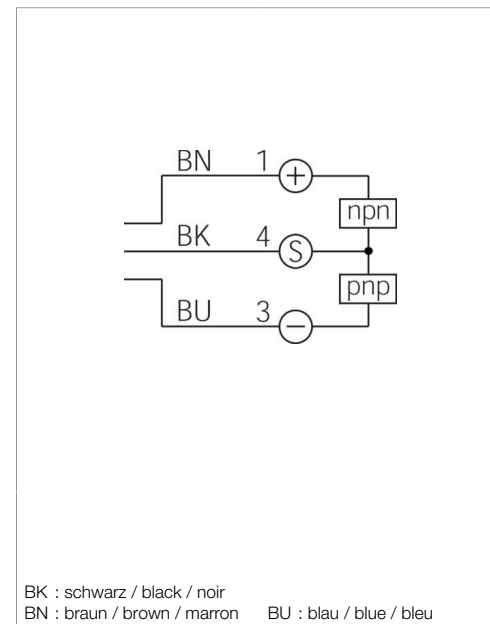 BN 1 +
npn
BK 4 S
pnp
BU 3 −
BK : schwarz / black / noir
BN : braun / brown / marron BU : blau / blue / bleu